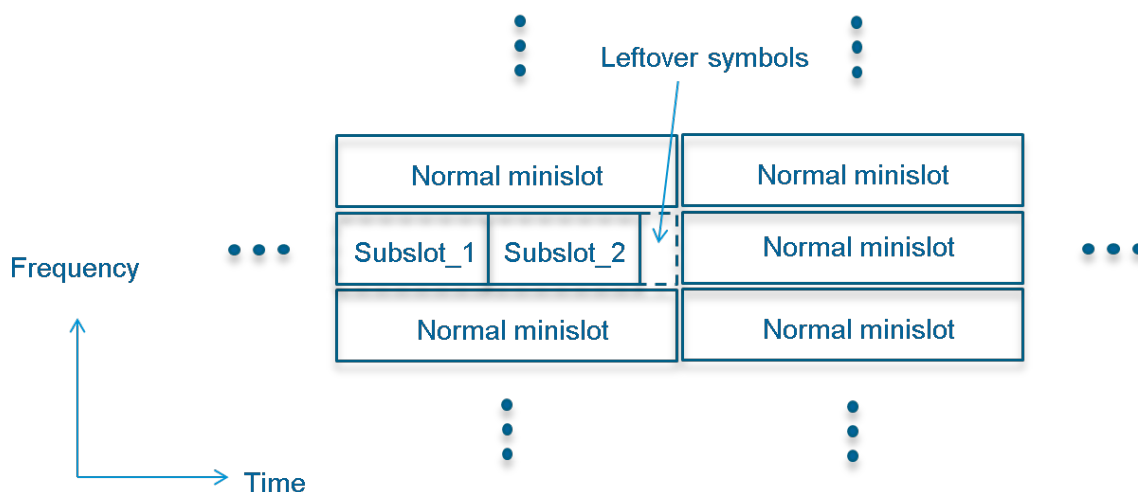 Leftover symbols
Normal minislot
Normal minislot
Subslot_1
Subslot_2
Normal minislot
Frequency
Normal minislot
Normal minislot
Time